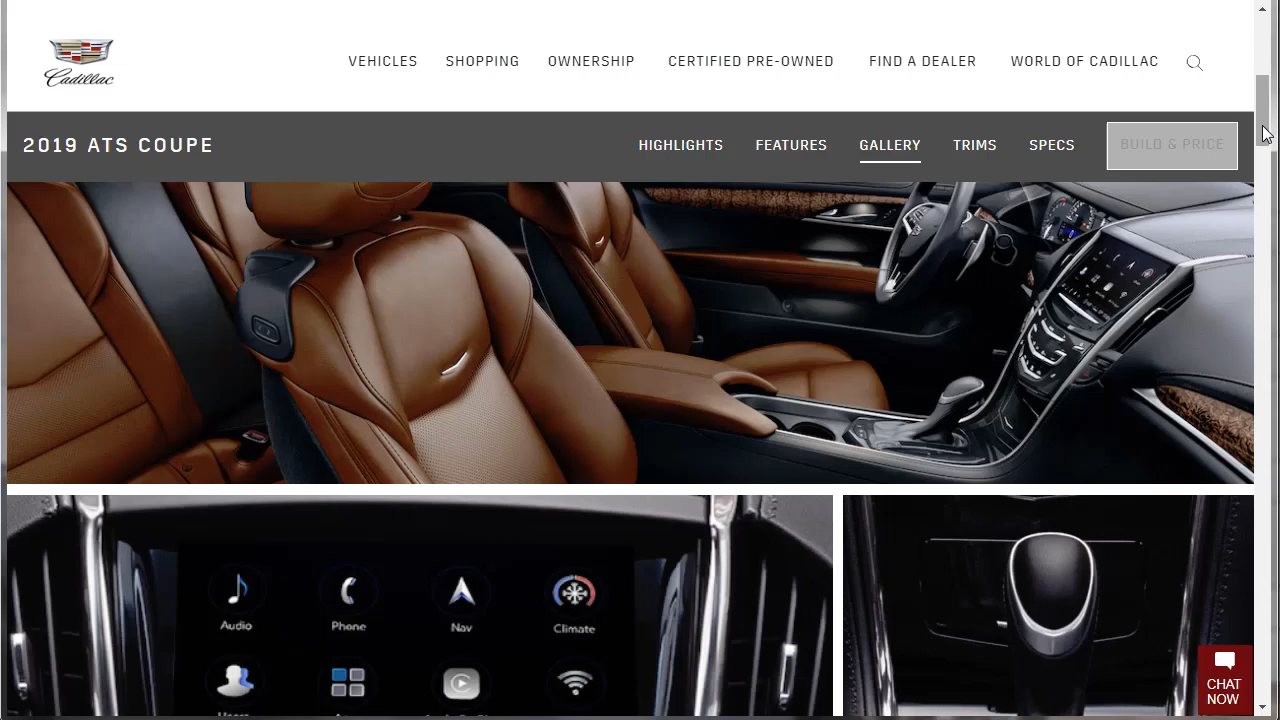 Cadillac
VEHICLES SHOPPING OWNERSHIP CERTIFIED PRE-OWNED FIND A DEALER WORLD OF CADILLAC
2019 ATS COUPE
HIGHLIGHTS FEATURES GALLERY TRIMS SPECS BUILD & PRICE
Audio Phone Nav Climate
CHAT
NOW